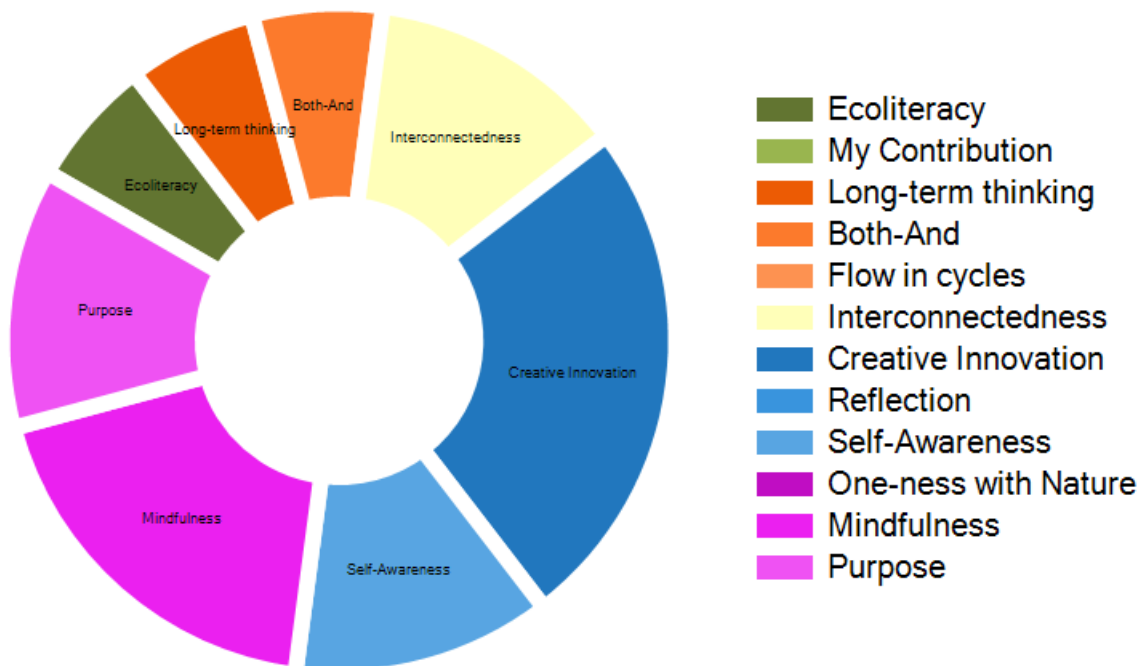 Both-And
Long-term thinking
Interconnectedness
Ecoliteracy
Purpose
Creative Innovation
Mindfulness
Self-Awareness
Ecoliteracy
My Contribution
Long-term thinking
Both-And
Flow in cycles
Interconnectedness
Creative Innovation
Reflection
Self-Awareness
One-ness with Nature
Mindfulness
Purpose